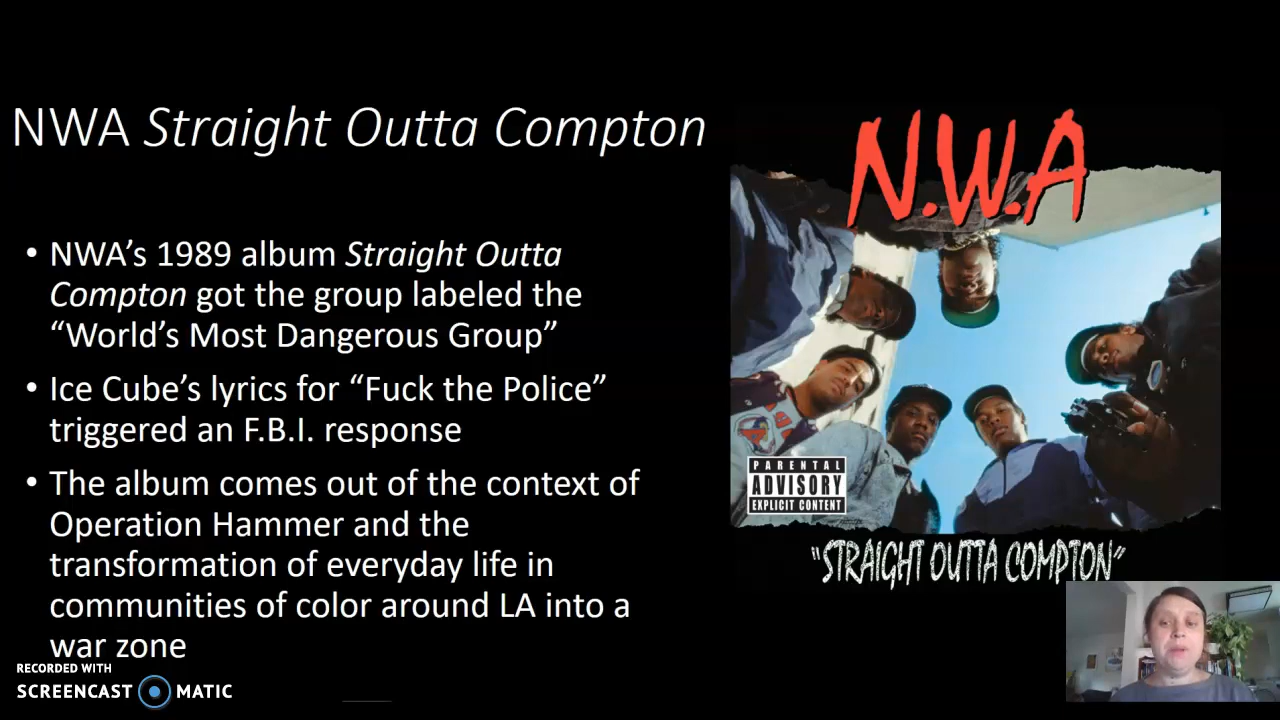 NWA Straight Outta Compton
• NWA’s 1989 album Straight Outta
Compton got the group labeled the
“World’s Most Dangerous Group”
• Ice Cube’s lyrics for “Fuck the Police”
triggered an F.B.I. response
• The album comes out of the context of
Operation Hammer and the
transformation of everyday life in
communities of color around LA into a
war zone
RECORDED WITH
SCREENCAST MATIC
N.W.A
PARENTAL
ADVISORY
EXPLICIT CONTENT
“STRAIGHT OUTTA COMPTON”